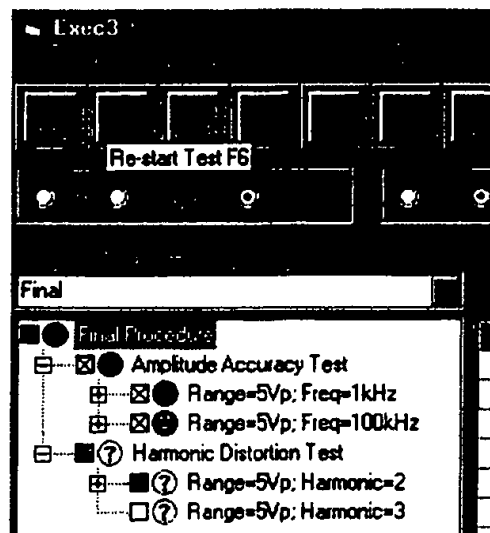 Exec3
Re-start Test F6
Final
Final Procedure
Amplitude Accuracy Test
Range=5Vp; Freq=1kHz
Range=5Vp; Freq=100kHz
Harmonic Distortion Test
Range=5Vp; Harmonic=2
Range=5Vp; Harmonic=3